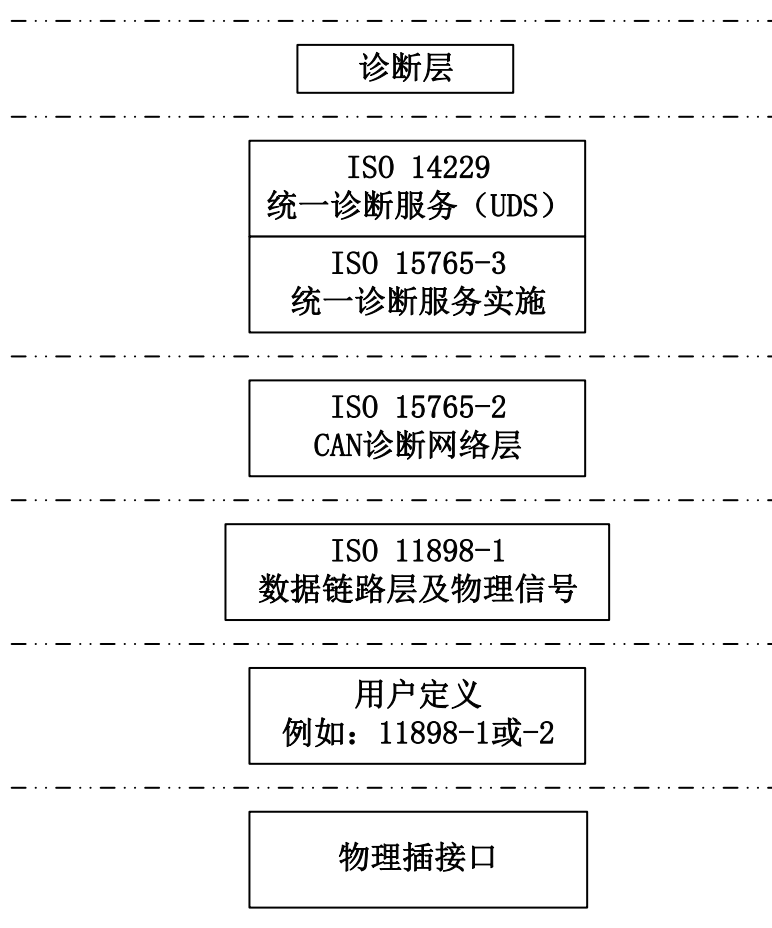 诊断层
ISO 14229
统一诊断服务（UDS）
ISO 15765-3
统一诊断服务实施
ISO 15765-2
CAN诊断网络层
ISO 11898-1
数据链路层及物理信号
用户定义
例如：11898-1或-2
物理插接口